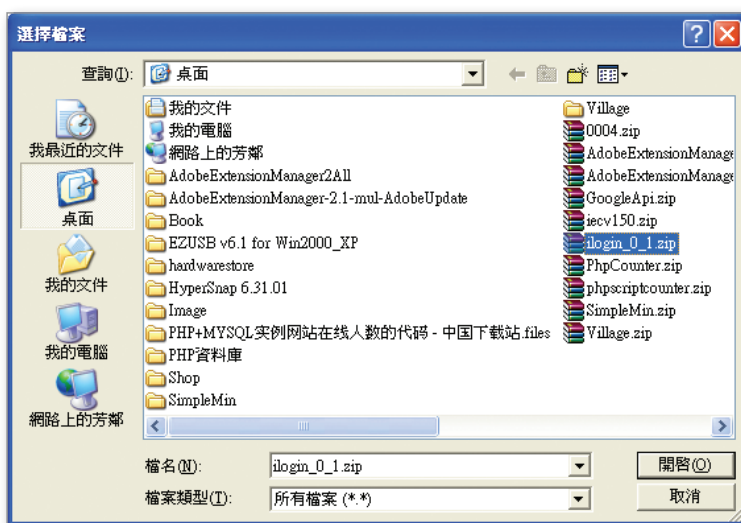 選擇檔案
查詢(I):
桌面
我最近的文件
桌面
我的文件
我的電腦
網路上的芳鄰
我的文件
我的電腦
網路上的芳鄰
AdobeExtensionManager2All
AdobeExtensionManager-2.1-mul-AdobeUpdate
Book
EZUSB v6.1 for Win2000_XP
hardwarestore
HyperSnap 6.31.01
Image
PHP+MYSQL实例网站在线人数的代码 - 中国下载站.files
PHP資料庫
Shop
SimpleMin
Village
0004.zip
AdobeExtensionManage
AdobeExtensionManage
GoogleApi.zip
iecv150.zip
ilogin_0_1.zip
PhpCounter.zip
phpscriptcounter.zip
SimpleMin.zip
Village.zip
檔名(N):
ilogin_0_1.zip
開啓(O)
檔案類型(T):
所有檔案 (*.*)
取消